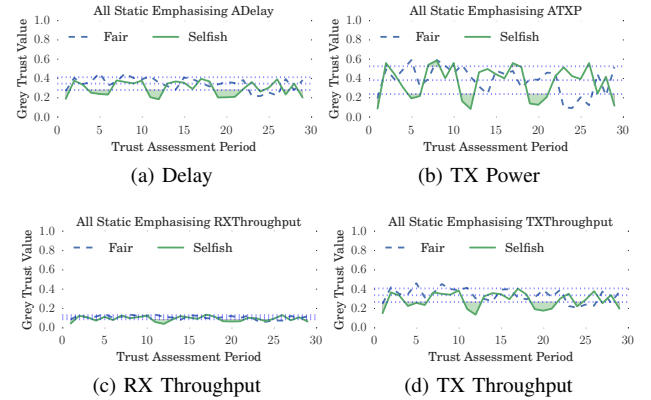 All Static Emphasising ADelay
1.0
0.8
0.6
0.4
0.2
0.0
Grey Trust Value
Fair
Selfish
0 5 10 15 20 25 30
Trust Assessment Period
(a) Delay
All Static Emphasising ATXP
1.0
0.8
0.6
0.4
0.2
0.0
Grey Trust Value
Fair
Selfish
0 5 10 15 20 25 30
Trust Assessment Period
(b) TX Power
All Static Emphasising RXThroughput
1.0
0.8
0.6
0.4
0.2
0.0
Grey Trust Value
Fair
Selfish
0 5 10 15 20 25 30
Trust Assessment Period
(c) RX Throughput
All Static Emphasising TXThroughput
1.0
0.8
0.6
0.4
0.2
0.0
Grey Trust Value
Fair
Selfish
0 5 10 15 20 25 30
Trust Assessment Period
(d) TX Throughput